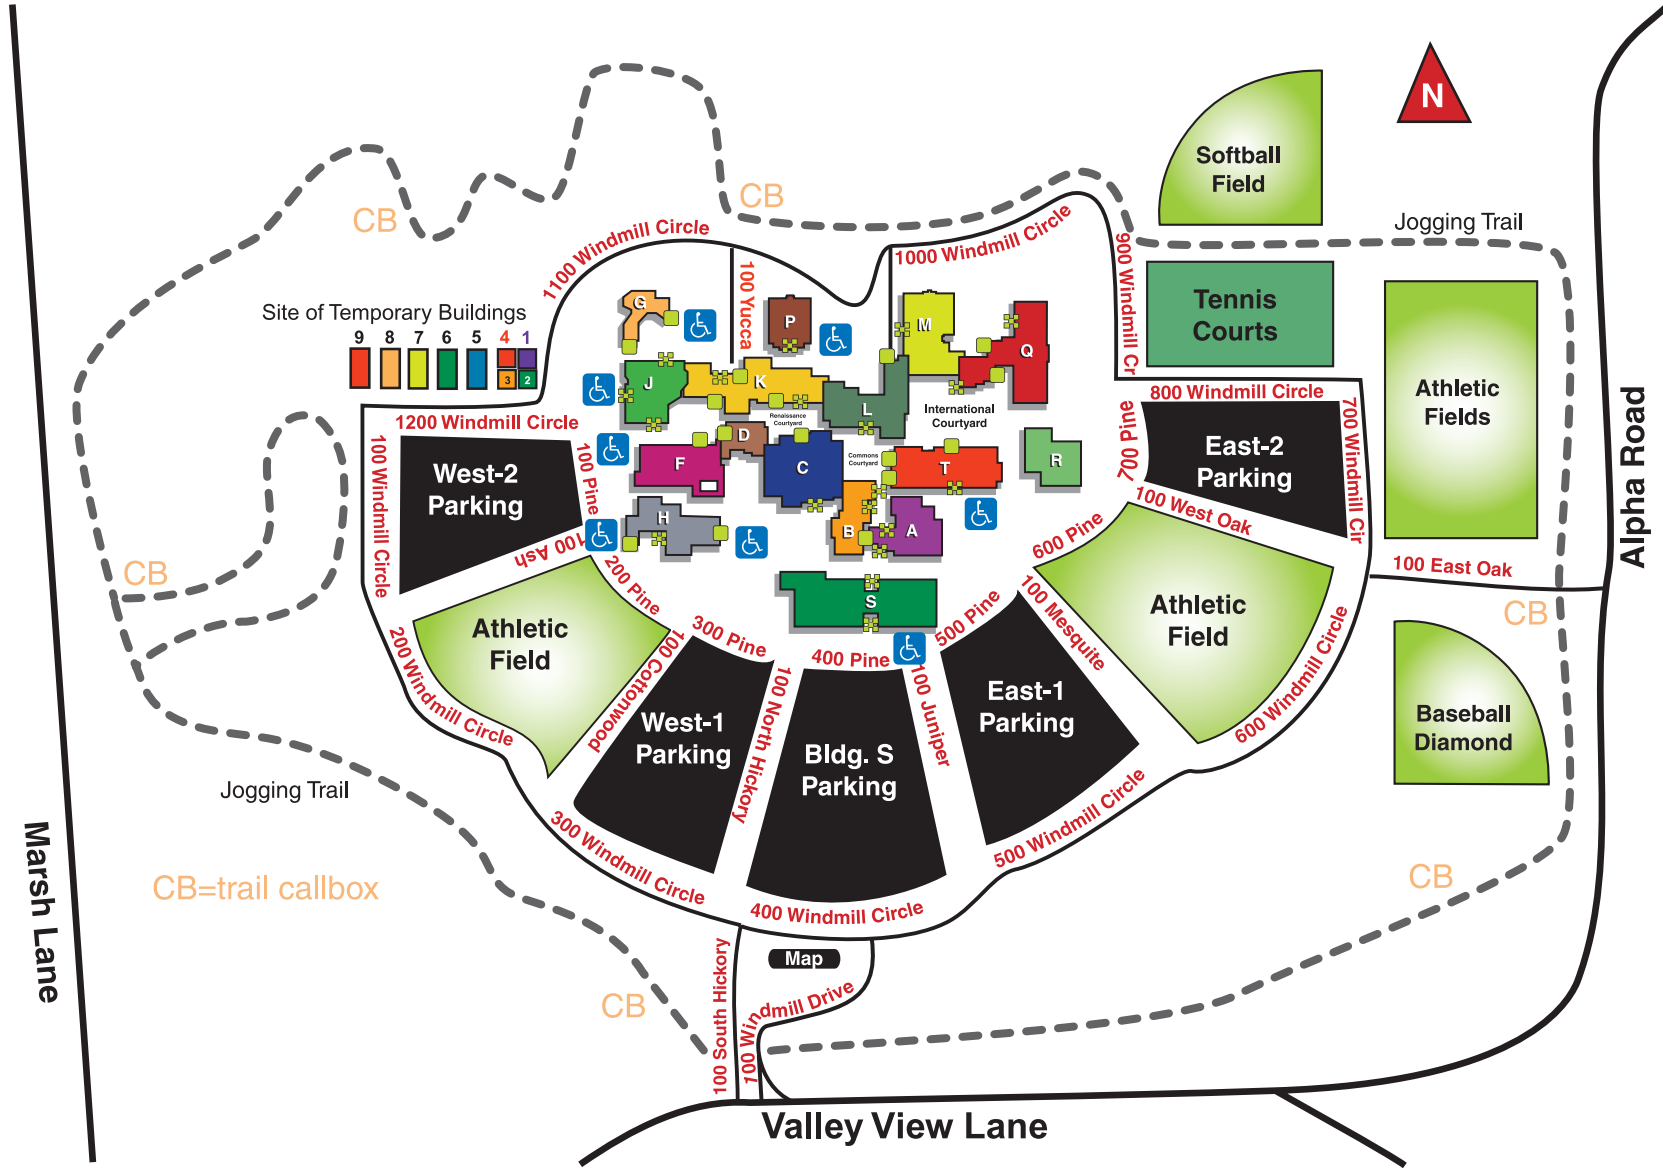 N
Softball
Field
CB
CB
Jogging Trail
1100 Windmill Circle
1000 Windmill Circle
900 Windmill Cr
100 Yucca
Tennis
Courts
Site of Temporary Buildings
9 8 7 6 5 4 1
3 2
G
P
M
Q
J
K
L
International
Courtyard
Renaissance
Courtyard
Athletic
Fields
Alpha Road
800 Windmill Circle
700 Pine
700 Windmill Cir
East-2
Parking
1200 Windmill Circle
100 Windmill Circle
West-2
Parking
100 Pine
100 Ash
D
F
C
Commons
Courtyard
T
R
H
B
A
S
100 West Oak
600 Pine
100 East Oak
CB
CB
200 Pine
Athletic
Field
200 Windmill Circle
300 Pine
100 Cottonwood
400 Pine
500 Pine
100 Mesquite
Athletic
Field
600 Windmill Circle
West-1
Parking
100 North Hickory
Bldg. S
Parking
100 Juniper
East-1
Parking
Baseball
Diamond
Jogging Trail
300 Windmill Circle
500 Windmill Circle
400 Windmill Circle
Marsh Lane
CB=trail callbox
CB
CB
Map
100 South Hickory
100 Windmill Drive
Valley View Lane